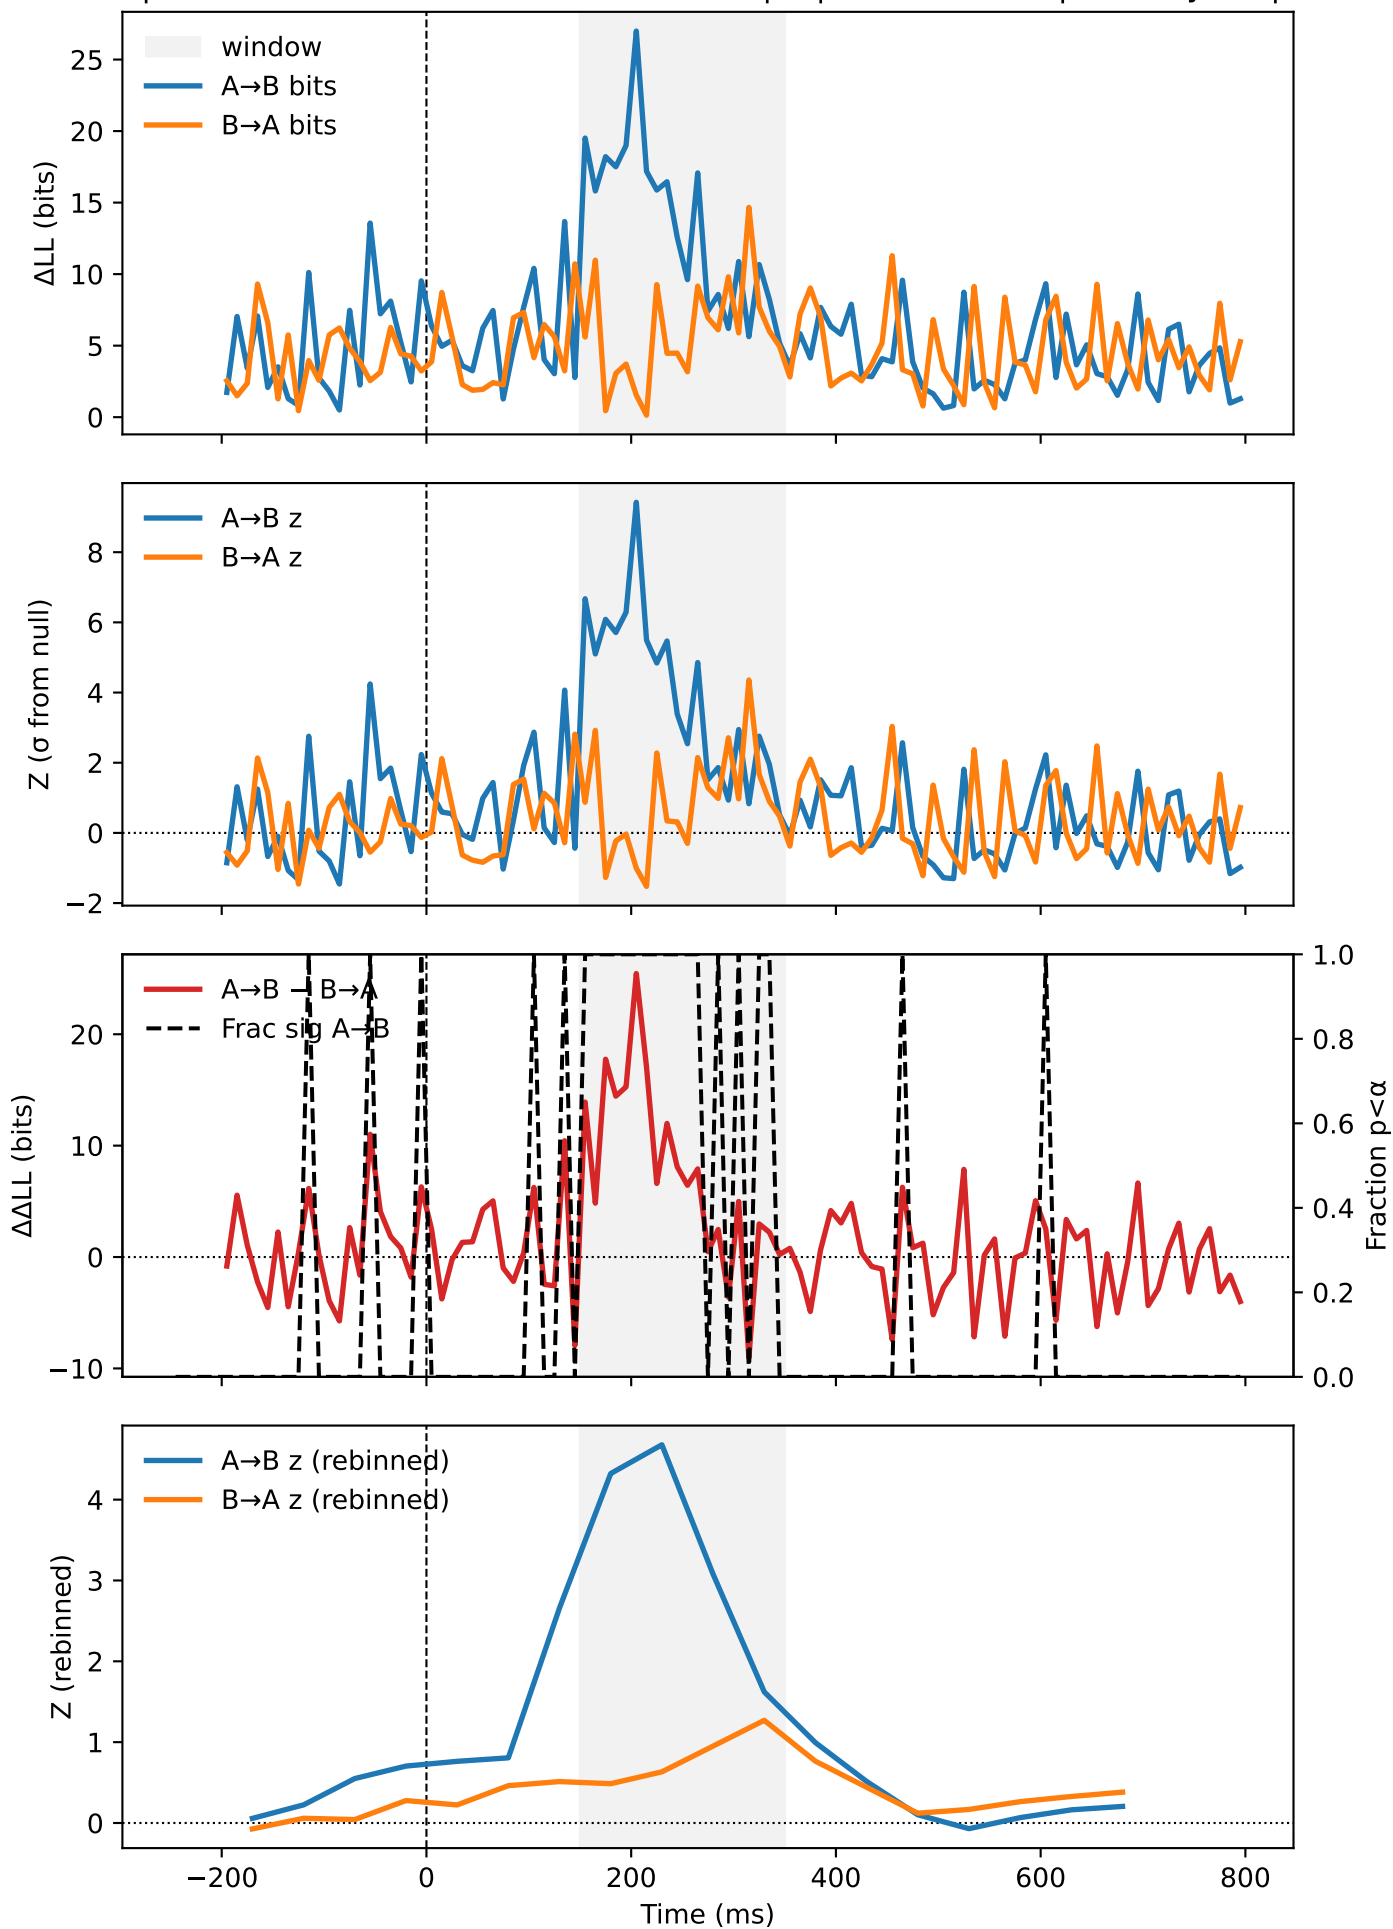 window
A→B bits
B→A bits
ΔLL (bits)
25
20
15
10
5
0
A→B z
B→A z
Z (σ from null)
8
6
4
2
0
−2
A→B − B→A
Frac sig A→B
ΔΔLL (bits)
20
10
0
−10
1.0
0.8
0.6
0.4
0.2
0.0
Fraction p<α
A→B z (rebinned)
B→A z (rebinned)
Z (rebinned)
4
3
2
1
0
−200
0
200
400
600
800
Time (ms)